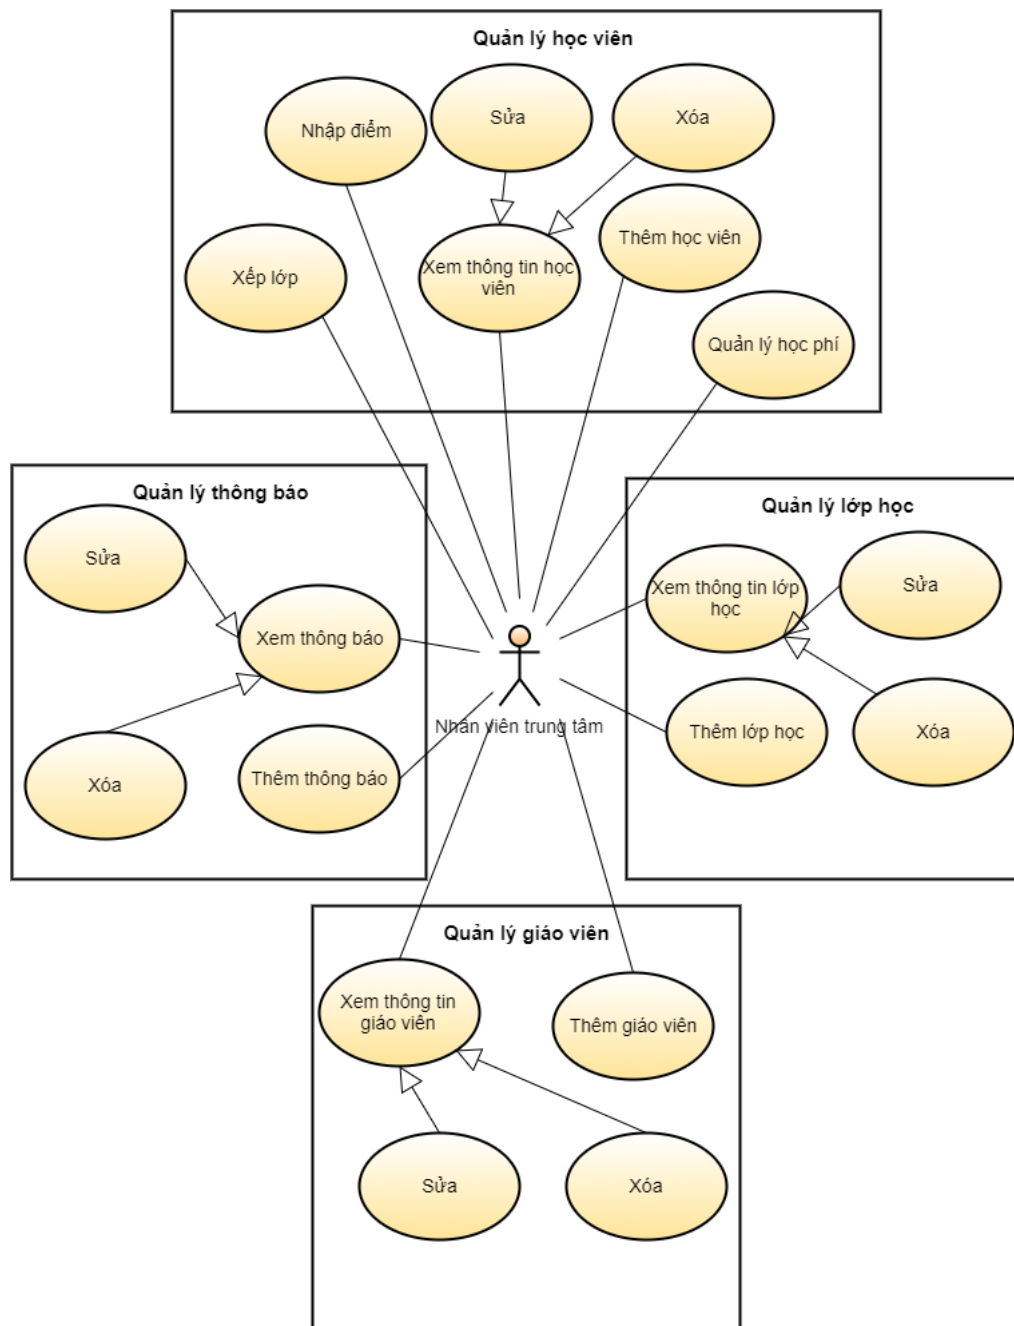 Quản lý học viên
Nhập điểm
Sửa
Xóa
Xếp lớp
Xem thông tin học
viên
Thêm học viên
Quản lý học phí
Quản lý thông báo
Sửa
Xem thông báo
Xóa
Thêm thông báo
Nhân viên trung tâm
Quản lý lớp học
Xem thông tin lớp
học
Sửa
Thêm lớp học
Xóa
Quản lý giáo viên
Xem thông tin
giáo viên
Thêm giáo viên
Sửa
Xóa